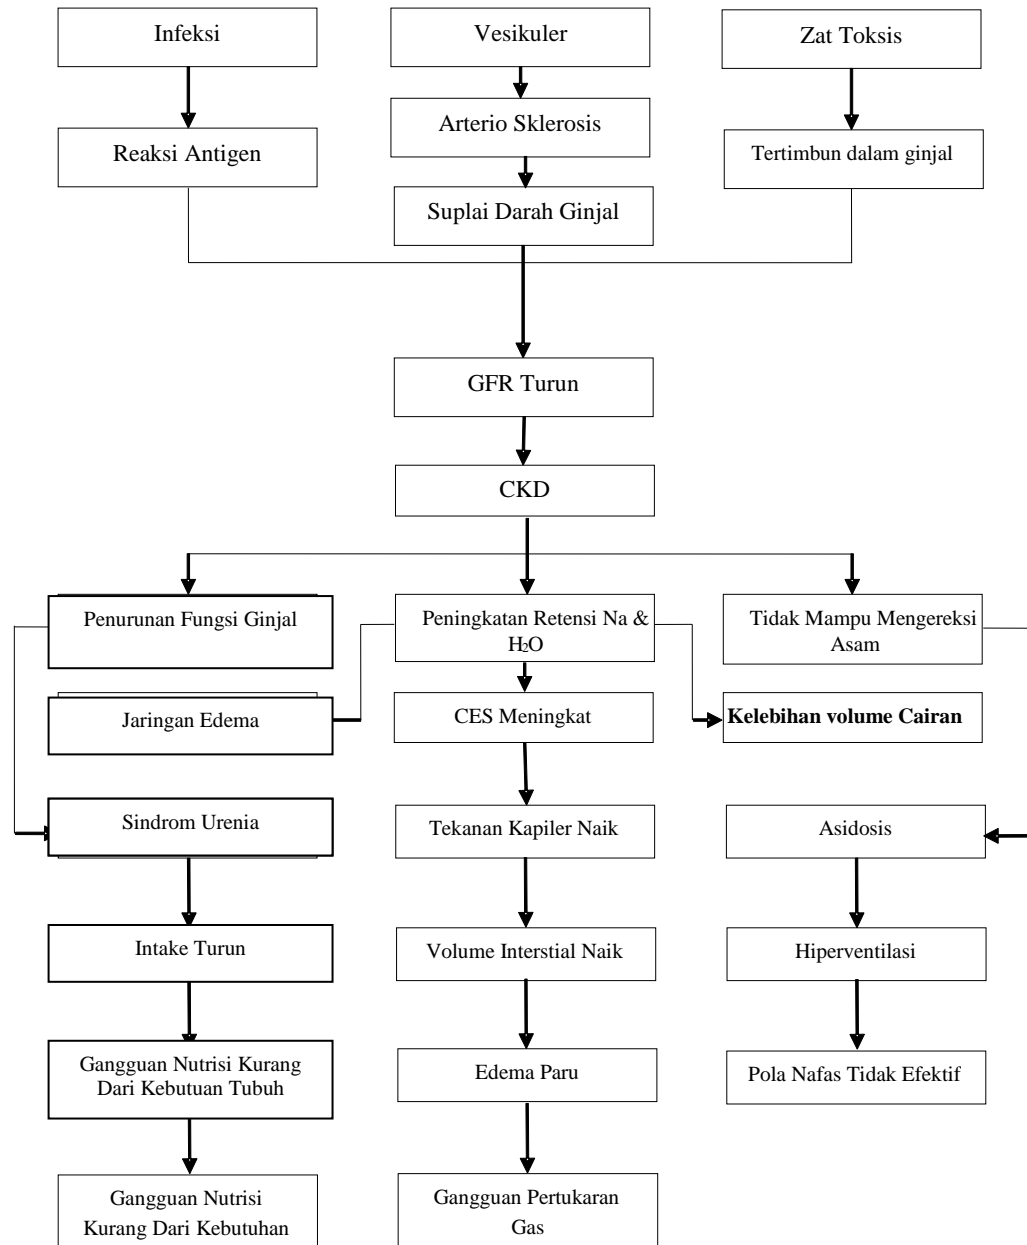 Infeksi
Vesikuler
Zat Toksis
Reaksi Antigen
Arterio Sklerosis
Tertimbun dalam ginjal
Suplai Darah Ginjal
GFR Turun
CKD
Penurunan Fungsi Ginjal
Peningkatan Retensi Na &
H₂O
Tidak Mampu Mengereksi
Asam
Jaringan Edema
CES Meningkat
Kelebihan volume Cairan
Sindrom Urenia
Tekanan Kapiler Naik
Asidosis
Intake Turun
Volume Interstial Naik
Hiperventilasi
Gangguan Nutrisi Kurang
Dari Kebutuan Tubuh
Edema Paru
Pola Nafas Tidak Efektif
Gangguan Nutrisi
Kurang Dari Kebutuhan
Gangguan Pertukaran
Gas